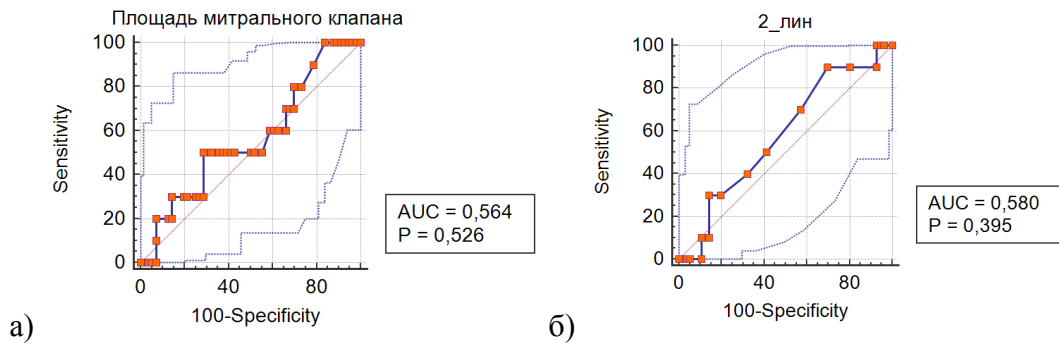 Площадь митрального клапана
100
80
60
40
20
0
Sensitivity
0
40
80
100-Specificity
AUC = 0,564
P = 0,526
а)
2_лин
100
80
60
40
20
0
Sensitivity
0
40
80
100-Specificity
AUC = 0,580
P = 0,395
б)